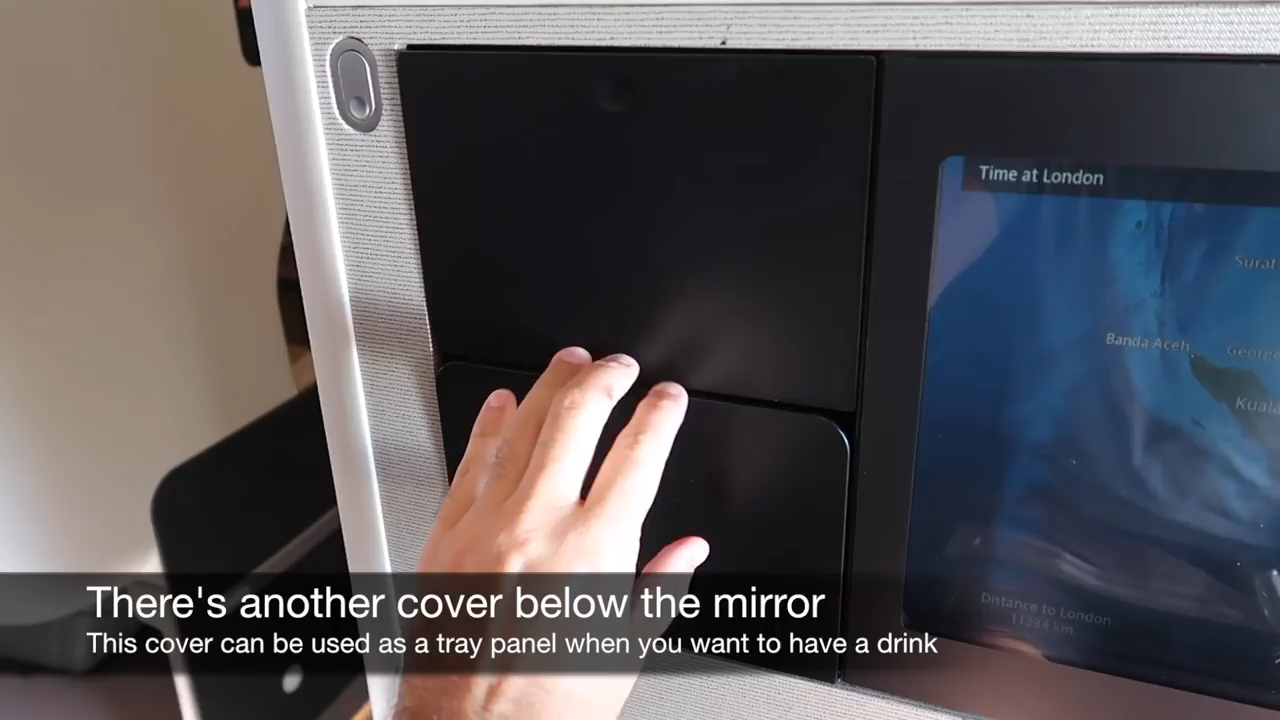 Time at London
Surat
Banda Aceh
George
Kuala
Distance to London
11234 km
There's another cover below the mirror
This cover can be used as a tray panel when you want to have a drink